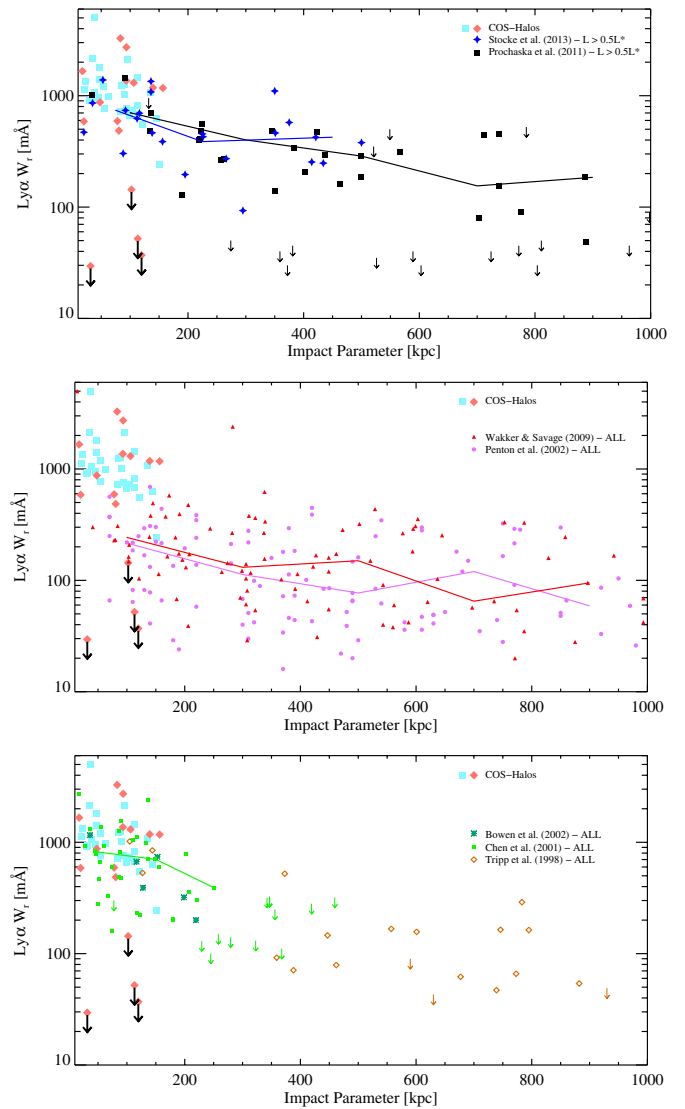 COS−Halos
Stocke et al. (2013) − L > 0.5L*
Prochaska et al. (2011) − L > 0.5L*
1000
100
10
Lyα W_r [mÅ]
200
400
600
800
1000
Impact Parameter [kpc]
COS−Halos
Wakker & Savage (2009) − ALL
Penton et al. (2002) − ALL
1000
100
10
Lyα W_r [mÅ]
200
400
600
800
1000
Impact Parameter [kpc]
COS−Halos
Bowen et al. (2002) − ALL
Chen et al. (2001) − ALL
Tripp et al. (1998) − ALL
1000
100
10
Lyα W_r [mÅ]
200
400
600
800
1000
Impact Parameter [kpc]